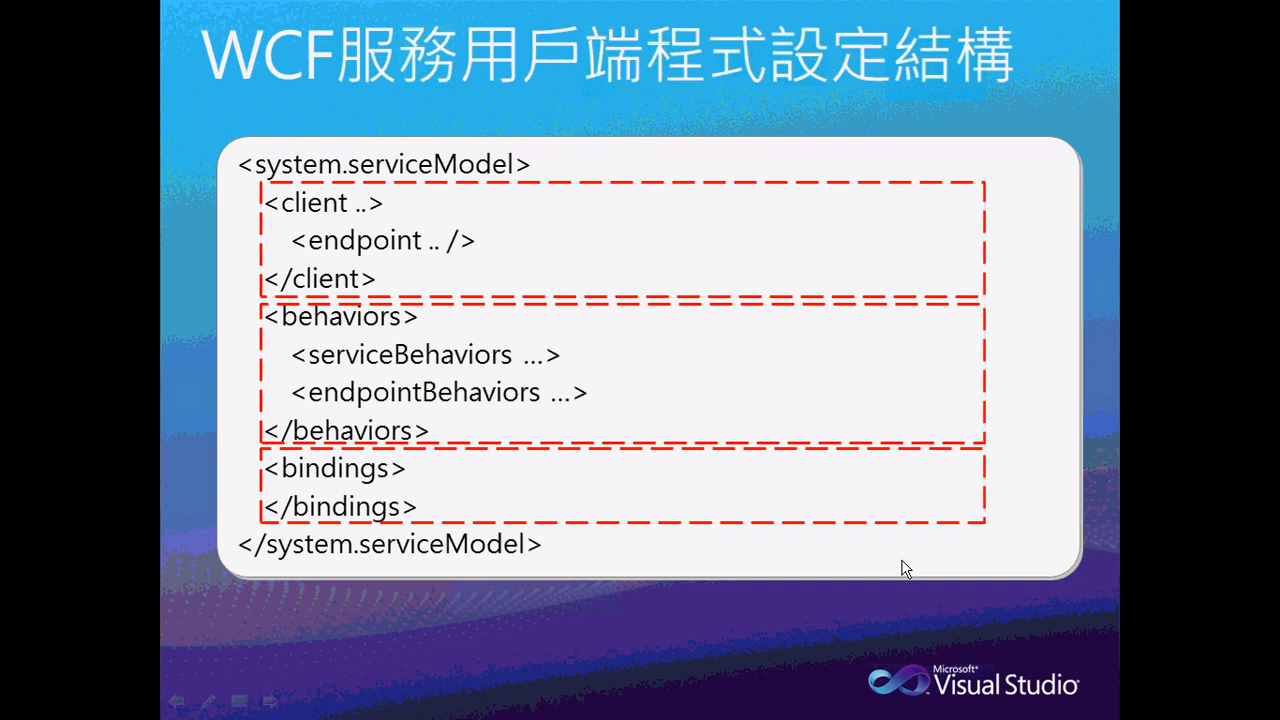 WCF服務用戶端程式設定結構
<system.serviceModel>
<client ..>
<endpoint .. />
</client>
<behaviors>
<serviceBehaviors ...>
<endpointBehaviors ...>
</behaviors>
<bindings>
</bindings>
</system.serviceModel>
Microsoft®
Visual Studio®